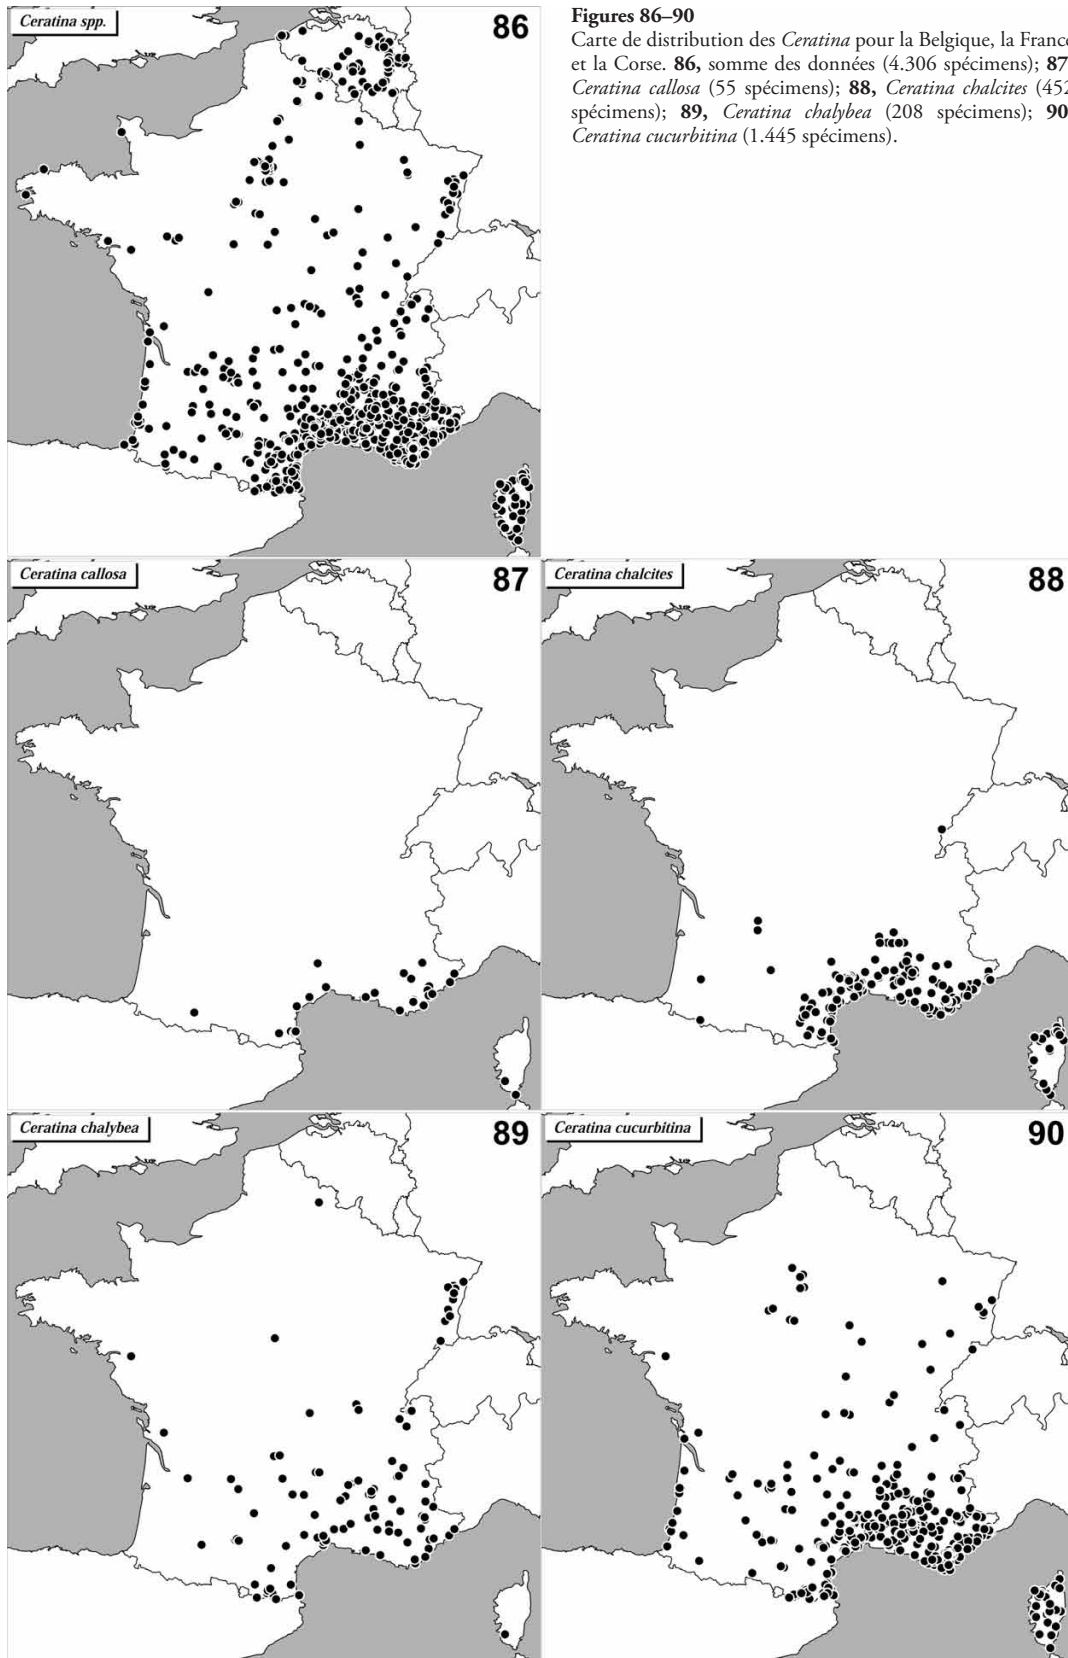 Ceratina spp.
86
Figures 86–90
Carte de distribution des Ceratina pour la Belgique, la France
et la Corse. 86, somme des données (4.306 spécimens); 87
Ceratina callosa (55 spécimens); 88, Ceratina chalcites (452
spécimens); 89, Ceratina chalybea (208 spécimens); 90
Ceratina cucurbitina (1.445 spécimens).
Ceratina callosa
87
Ceratina chalcites
88
Ceratina chalybea
89
Ceratina cucurbitina
90